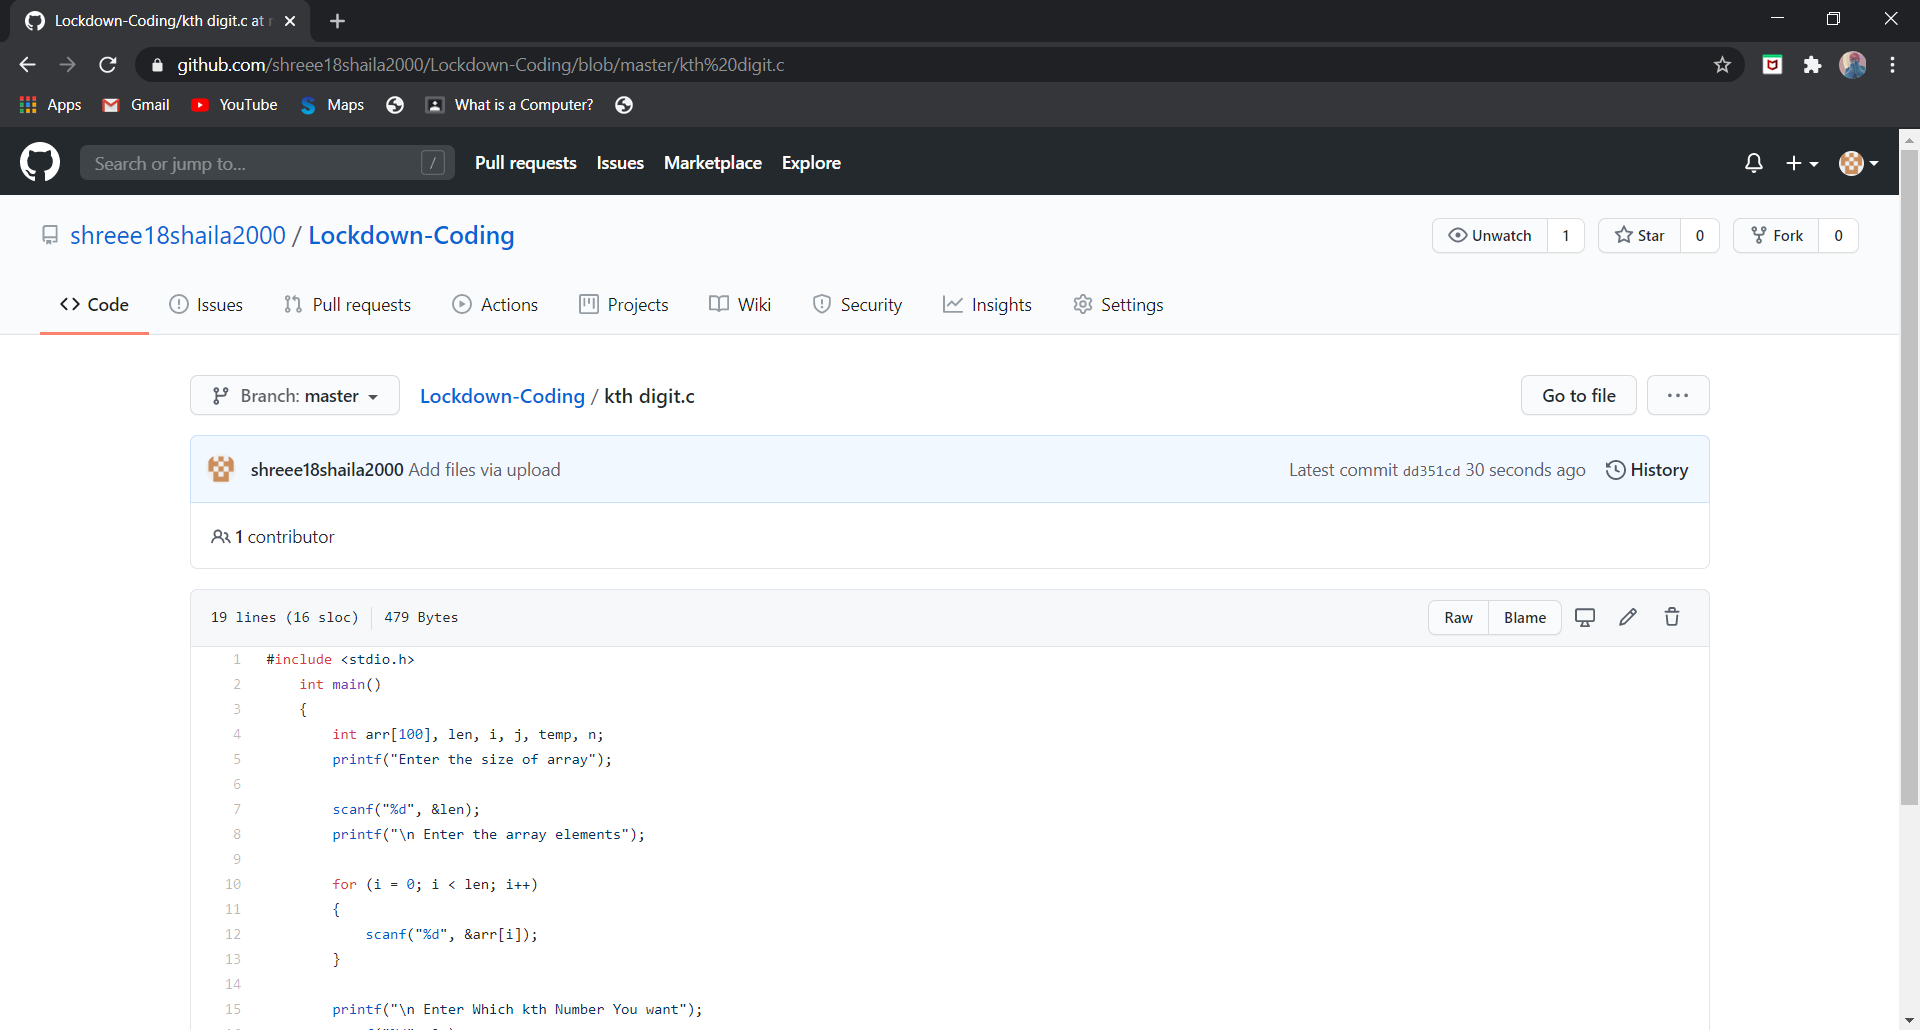 Lockdown-Coding/kth digit.c at
github.com/shreee18shaila2000/Lockdown-Coding/blob/master/kth%20digit.c
Apps Gmail YouTube Maps What is a Computer?
Search or jump to... / Pull requests Issues Marketplace Explore
shreee18shaila2000 / Lockdown-Coding Unwatch 1 Star 0 Fork 0
Code Issues Pull requests Actions Projects Wiki Security Insights Settings
Branch: master Lockdown-Coding / kth digit.c Go to file
shreee18shaila2000 Add files via upload Latest commit dd351cd 30 seconds ago History
1 contributor
19 lines (16 sloc) 479 Bytes Raw Blame
1 #include <stdio.h>
2 int main()
3 {
4 int arr[100], len, i, j, temp, n;
5 printf("Enter the size of array");
6
7 scanf("%d", &len);
8 printf("\n Enter the array elements");
9
10 for (i = 0; i < len; i++)
11 {
12 scanf("%d", &arr[i]);
13 }
14
15 printf("\n Enter Which kth Number You want");